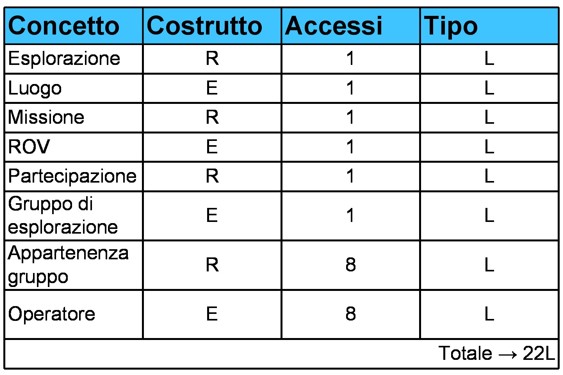 Concetto Costrutto Accessi Tipo
Esplorazione R 1 L
Luogo E 1 L
Missione R 1 L
ROV E 1 L
Partecipazione R 1 L
Gruppo di
esplorazione E 1 L
Appartenenza
gruppo R 8 L
Operatore E 8 L
Totale → 22L